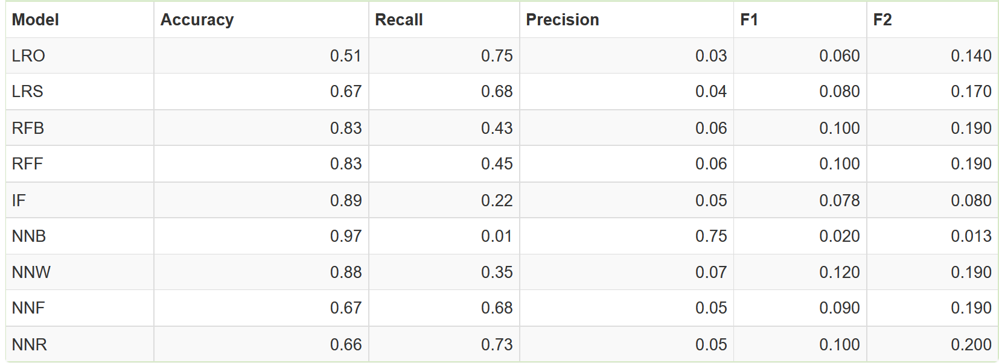 Model Accuracy Recall Precision F1 F2
LRO 0.51 0.75 0.03 0.060 0.140
LRS 0.67 0.68 0.04 0.080 0.170
RFB 0.83 0.43 0.06 0.100 0.190
RFF 0.83 0.45 0.06 0.100 0.190
IF 0.89 0.22 0.05 0.078 0.080
NNB 0.97 0.01 0.75 0.020 0.013
NNW 0.88 0.35 0.07 0.120 0.190
NNF 0.67 0.68 0.05 0.090 0.190
NNR 0.66 0.73 0.05 0.100 0.200